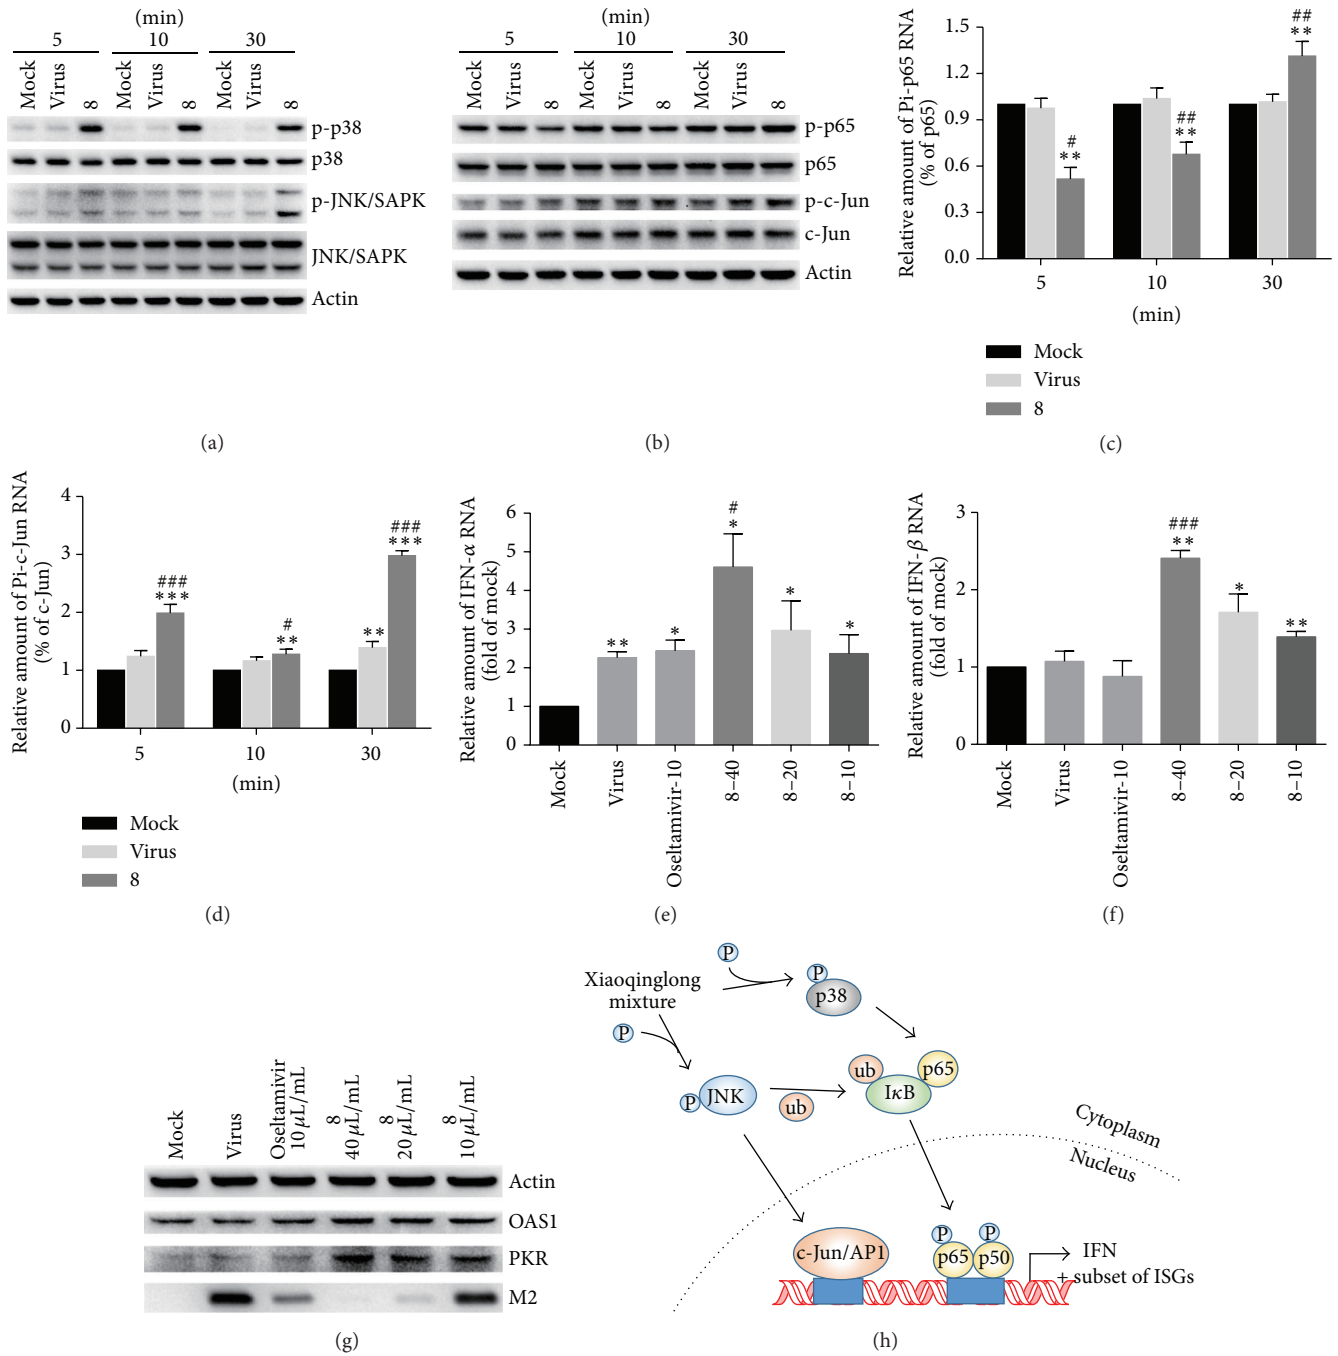 (min)
5 10 30
Mock Virus 8 Mock Virus 8 Mock Virus 8
p-p38
p38
p-JNK/SAPK
JNK/SAPK
Actin
(a)
(min)
5 10 30
Mock Virus 8 Mock Virus 8 Mock Virus 8
p-p65
p65
p-c-Jun
c-Jun
Actin
(b)
Relative amount of Pi-p65 RNA
(% of p65)
1.5
1.2
0.9
0.6
0.3
0.0
# ** ## ** ## **
5 10 30
(min)
Mock
Virus
8
(c)
Relative amount of Pi-c-Jun RNA
(% of c-Jun)
4
3
2
1
0
### *** # ** ** ### ***
5 10 30
(min)
Mock
Virus
8
(d)
Relative amount of IFN-α RNA
(fold of mock)
6
5
4
3
2
1
0
** * # * * *
Mock Virus Oseltamivir-10 8–40 8–20 8–10
(e)
Relative amount of IFN-β RNA
(fold of mock)
3
2
1
0
### ** * **
Mock Virus Oseltamivir-10 8–40 8–20 8–10
(f)
Mock
Virus
Oseltamivir
10 μL/mL
8
40 μL/mL
8
20 μL/mL
8
10 μL/mL
Actin
OAS1
PKR
M2
(g)
P
P
Xiaoqinglong
mixture
p38
P
ub p65
P JNK IκB
ub
Cytoplasm
Nucleus
P P
c-Jun/AP1 p65 p50 IFN
+ subset of ISGs
(h)